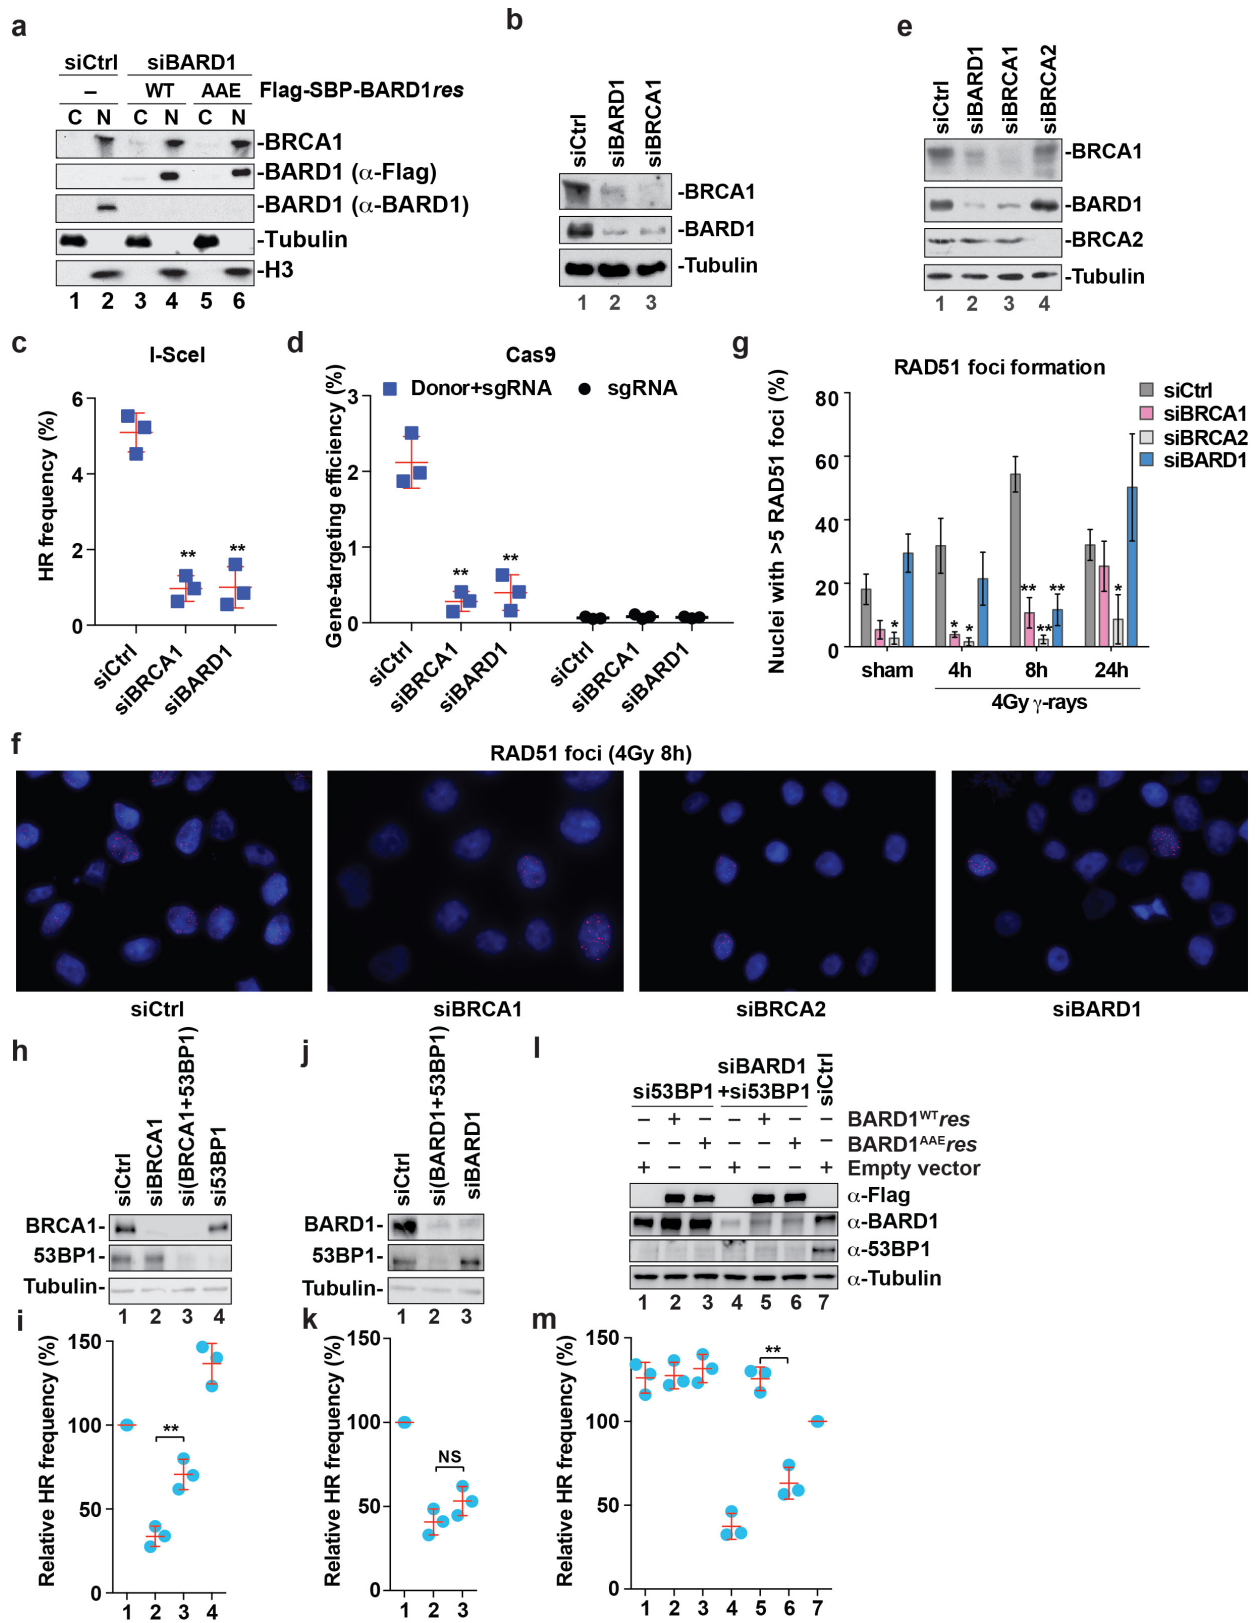 a
siCtrl siBARD1
– WT AAE Flag-SBP-BARD1res
C N C N C N
-BRCA1
-BARD1 (α-Flag)
-BARD1 (α-BARD1)
-Tubulin
-H3
1 2 3 4 5 6
b
siCtrl
siBARD1
siBRCA1
-BRCA1
-BARD1
-Tubulin
1 2 3
e
siCtrl
siBARD1
siBRCA1
siBRCA2
-BRCA1
-BARD1
-BRCA2
-Tubulin
1 2 3 4
c
I-SceI
HR frequency (%)
6
4
2
0
**
**
siCtrl
siBRCA1
siBARD1
d
Cas9
Donor+sgRNA
sgRNA
Gene-targeting efficiency (%)
3
2
1
0
**
**
siCtrl
siBRCA1
siBARD1
siCtrl
siBRCA1
siBARD1
g
RAD51 foci formation
siCtrl
siBRCA1
siBRCA2
siBARD1
Nuclei with >5 RAD51 foci (%)
80
60
40
20
0
*
* *
** ** **
*
sham 4h 8h 24h
4Gy γ-rays
f
RAD51 foci (4Gy 8h)
siCtrl siBRCA1 siBRCA2 siBARD1
h
siCtrl
siBRCA1
si(BRCA1+53BP1)
si53BP1
BRCA1-
53BP1-
Tubulin-
1 2 3 4
j
siCtrl
si(BARD1+53BP1)
siBARD1
BARD1-
53BP1-
Tubulin-
1 2 3
l
si53BP1
siBARD1
+si53BP1
siCtrl
– + – – + – – BARD1WTres
– – + – – + – BARD1AAEres
+ – – + – – + Empty vector
α-Flag
α-BARD1
α-53BP1
α-Tubulin
1 2 3 4 5 6 7
i
Relative HR frequency (%)
150
100
50
0
**
1 2 3 4
k
Relative HR frequency (%)
150
100
50
0
NS
1 2 3
m
Relative HR frequency (%)
150
100
50
0
**
1 2 3 4 5 6 7